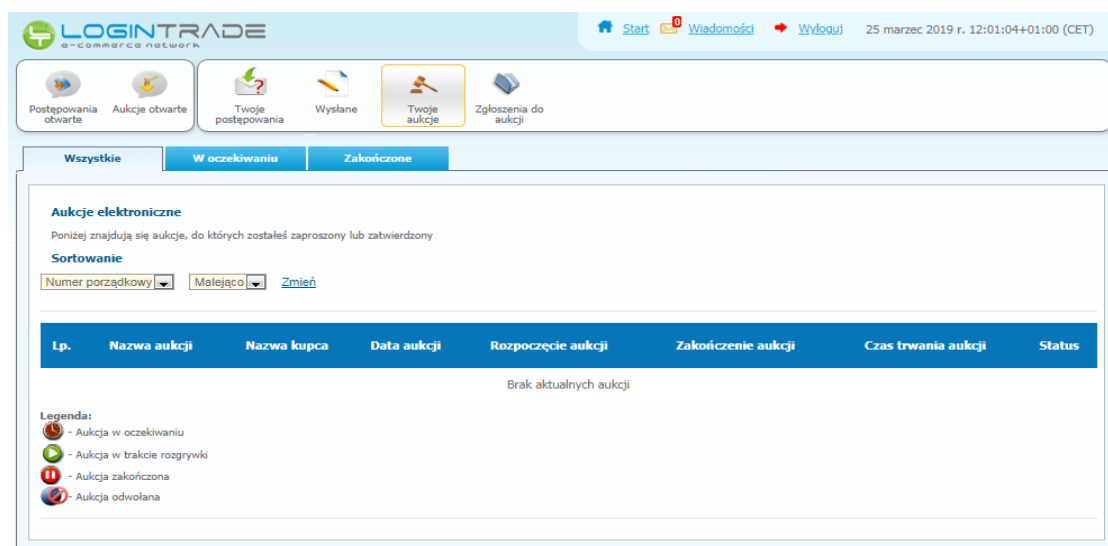 LOGINTRADE
e-commerce network
Start 0 Wiadomości Wyloguj 25 marzec 2019 r. 12:01:04+01:00 (CET)
Postępowania otwarte
Aukcje otwarte
Twoje postępowania
Wysłane
Twoje aukcje
Zgłoszenia do aukcji
Wszystkie W oczekiwaniu Zakończone
Aukcje elektroniczne
Poniżej znajdują się aukcje, do których zostałeś zaproszony lub zatwierdzony
Sortowanie
Numer porządkowy Malejąco Zmień
Lp. Nazwa aukcji Nazwa kupca Data aukcji Rozpoczęcie aukcji Zakończenie aukcji Czas trwania aukcji Status
Brak aktualnych aukcji
Legenda:
- Aukcja w oczekiwaniu
- Aukcja w trakcie rozgrywki
- Aukcja zakończona
- Aukcja odwołana